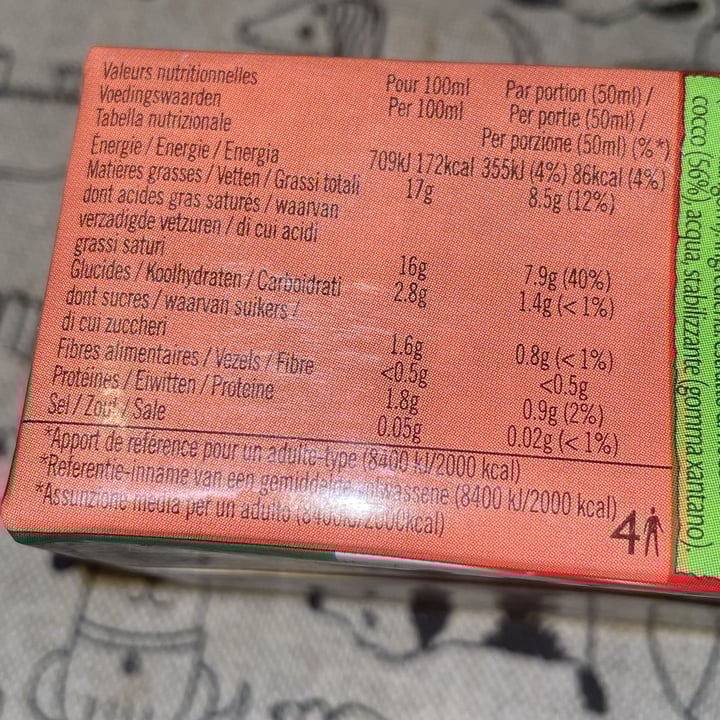 Valeurs nutritionnelles
Voedingswaarden
Tabella nutrizionale
Pour 100ml
Per 100ml
Par portion (50ml) /
Per portie (50ml) /
Per porzione (50ml) (%*)
Énergie / Energie / Energia 709kJ 172kcal 355kJ (4%) 86kcal (4%)
Matières grasses / Vetten / Grassi totali 17g 8.5g (12%)
dont acides gras saturés / waarvan
verzadigde vetzuren / di cui acidi
grassi saturi 16g 7.9g (40%)
Glucides / Koolhydraten / Carboidrati 2.8g 1.4g (< 1%)
dont sucres / waarvan suikers /
di cui zuccheri 1.6g 0.8g (< 1%)
Fibres alimentaires / Vezels / Fibre <0.5g <0.5g
Protéines / Eiwitten / Proteine 1.8g 0.9g (2%)
Sel / Zout / Sale 0.05g 0.02g (< 1%)
*Apport de référence pour un adulte-type (8400 kJ/2000 kcal)
*Referentie-inname van een gemiddelde volwassene (8400 kJ/2000 kcal)
*Assunzione media per un adulto (8400kJ/2000kcal)
4
cocco (56%), acqua, stabilizzante (gomma xantano).